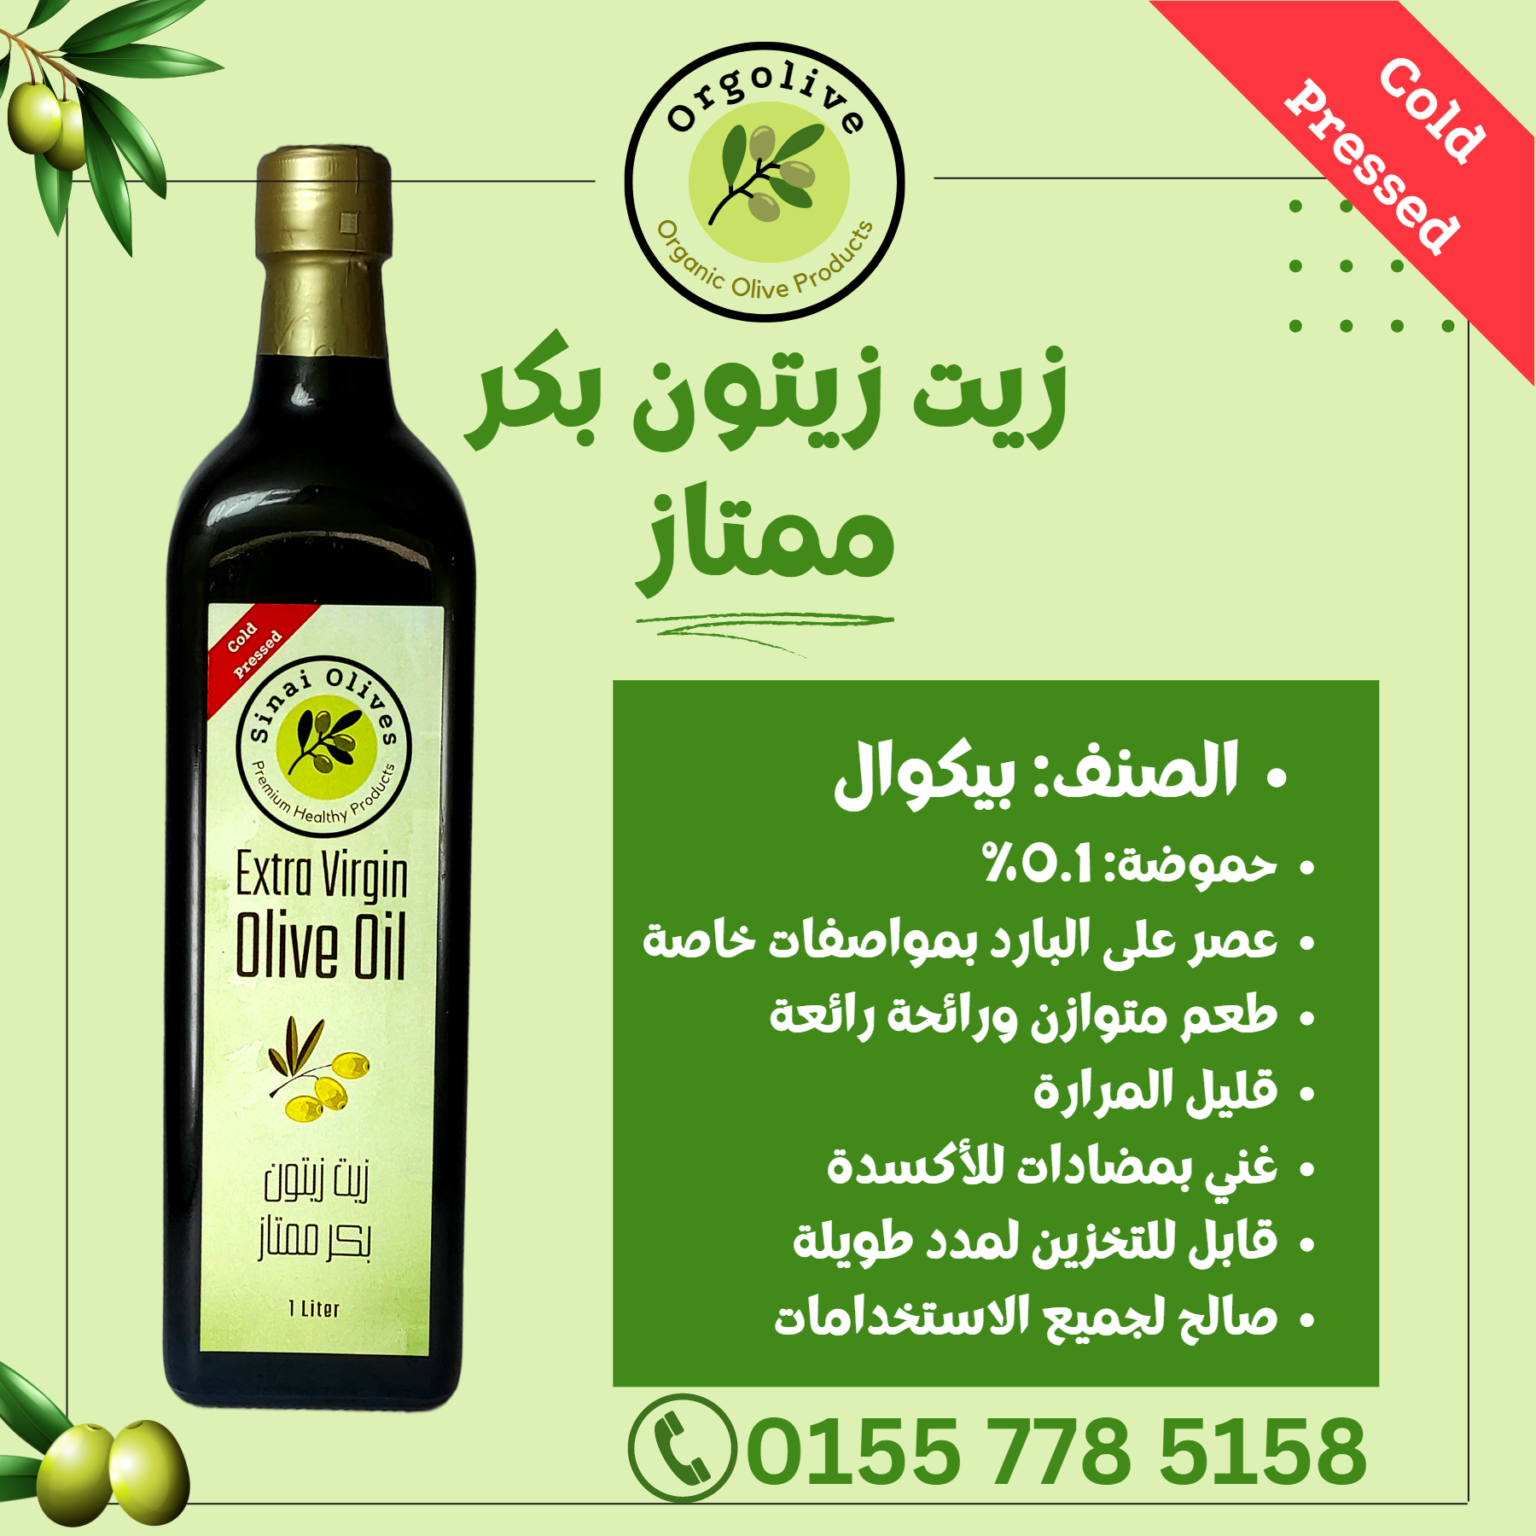 Orgolive
Organic Olive Products
Cold
Pressed
زيت زيتون بكر
ممتاز
Cold
Pressed
Sinai Olives
Premium Healthy Products
Extra Virgin
Olive Oil
زيت زيتون
بكر ممتاز
1 Liter
• الصنف: بيكوال
• حموضة: 0.1%
• عصر على البارد بمواصفات خاصة
• طعم متوازن ورائحة رائعة
• قليل المرارة
• غني بمضادات للأكسدة
• قابل للتخزين لمدد طويلة
• صالح لجميع الاستخدامات
0155 778 5158